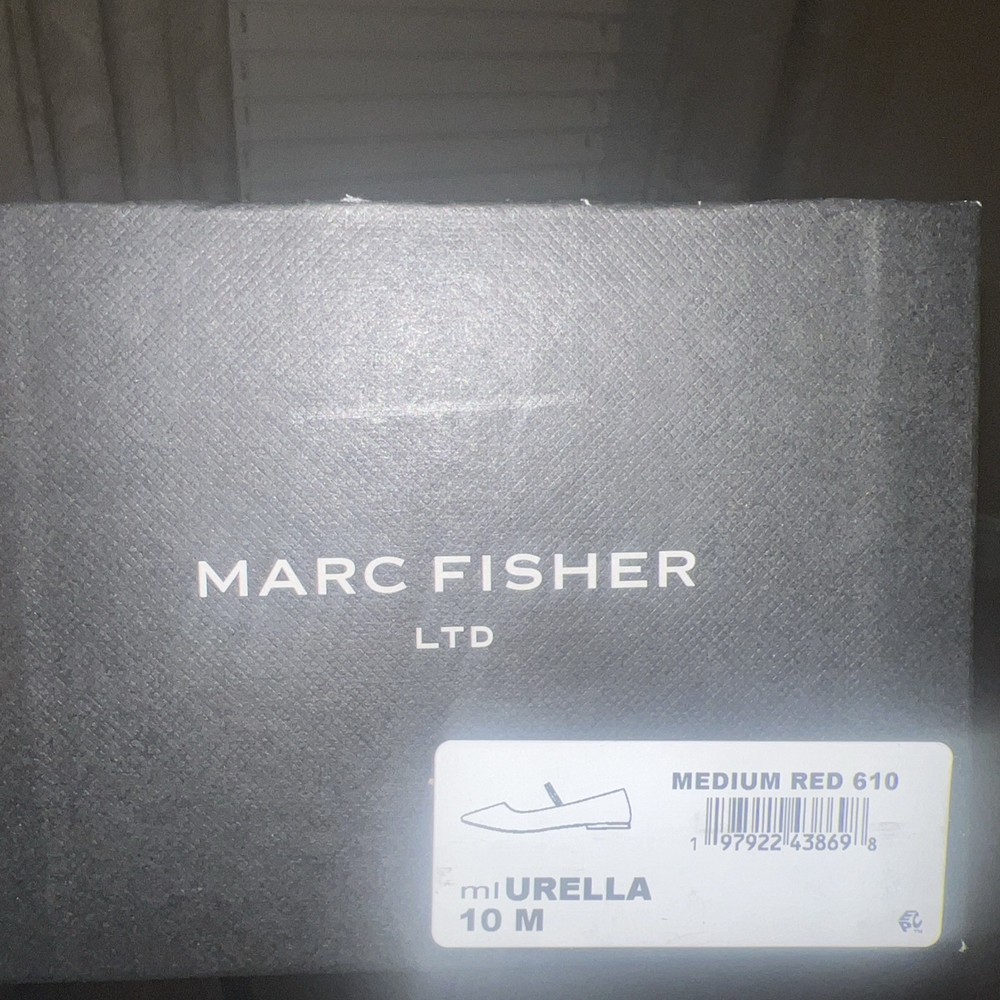 MARC FISHER
LTD
MEDIUM RED 610
1 97922 43869 8
mlURELLA
10 M